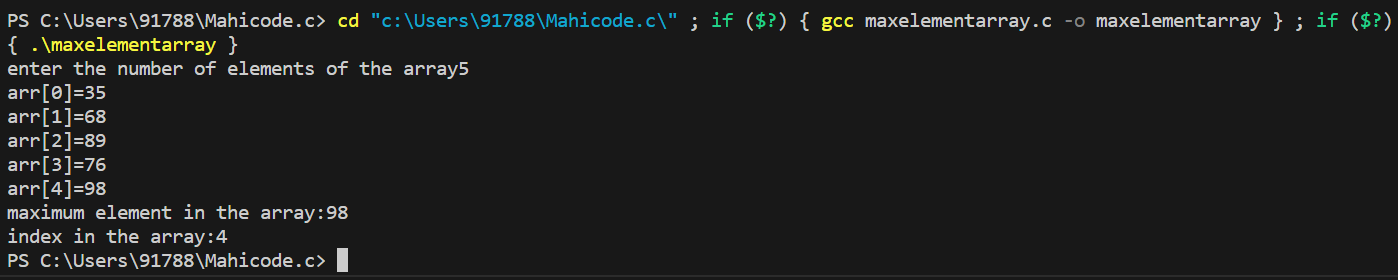 PS C:\Users\91788\Mahicode.c> cd "c:\Users\91788\Mahicode.c\" ; if ($?) { gcc maxelementarray.c -o maxelementarray } ; if ($?)
{ .\maxelementarray }
enter the number of elements of the array5
arr[0]=35
arr[1]=68
arr[2]=89
arr[3]=76
arr[4]=98
maximum element in the array:98
index in the array:4
PS C:\Users\91788\Mahicode.c>